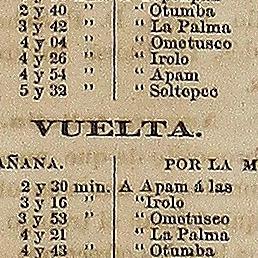 2 y 40 " " Otumba
3 y 42 " " La Palma
4 y 04 " " Ometusco
4 y 26 " " Irolo
4 y 54 " " Apam
5 y 32 " " Soltepec
VUELTA.
AÑANA. POR LA M
2 y 30 min. A Apam á las
3 y 16 " "Irolo
3 y 53 " " Ometusco
4 y 21 " La Palma
4 y 43 " " Otumba